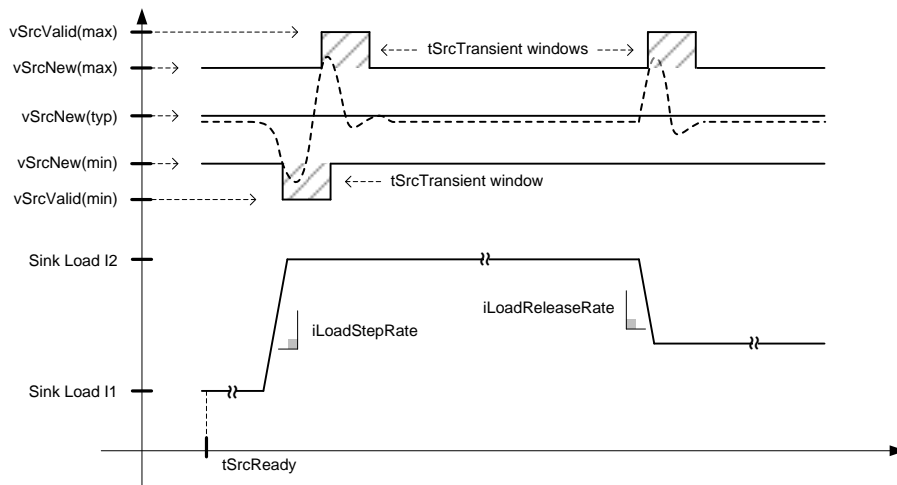 vSrcValid(max)
tSrcTransient windows
vSrcNew(max)
vSrcNew(typ)
vSrcNew(min)
tSrcTransient window
vSrcValid(min)
Sink Load I2
iLoadStepRate
iLoadReleaseRate
Sink Load I1
tSrcReady